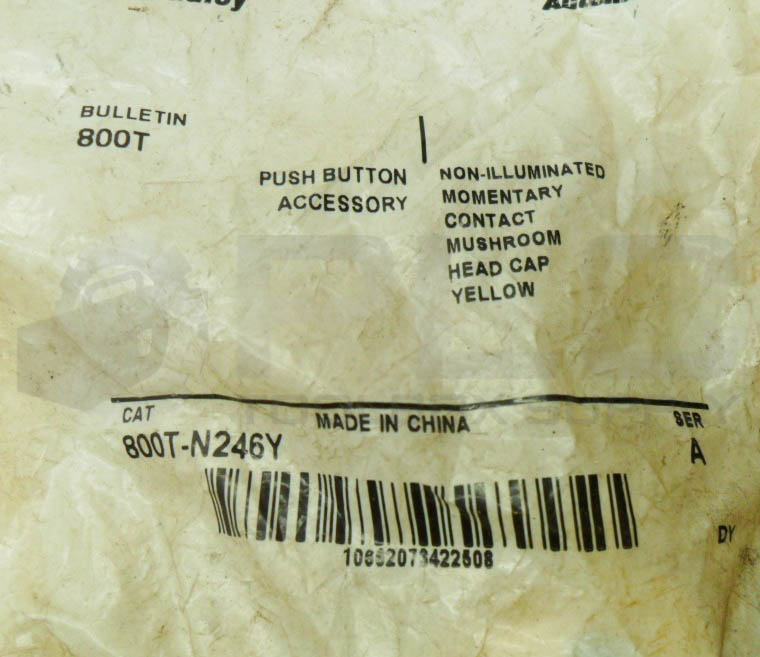 BULLETIN
800T
PUSH BUTTON
ACCESSORY
NON-ILLUMINATED
MOMENTARY
CONTACT
MUSHROOM
HEAD CAP
YELLOW
CAT
MADE IN CHINA
SER
800T-N246Y
A
DY